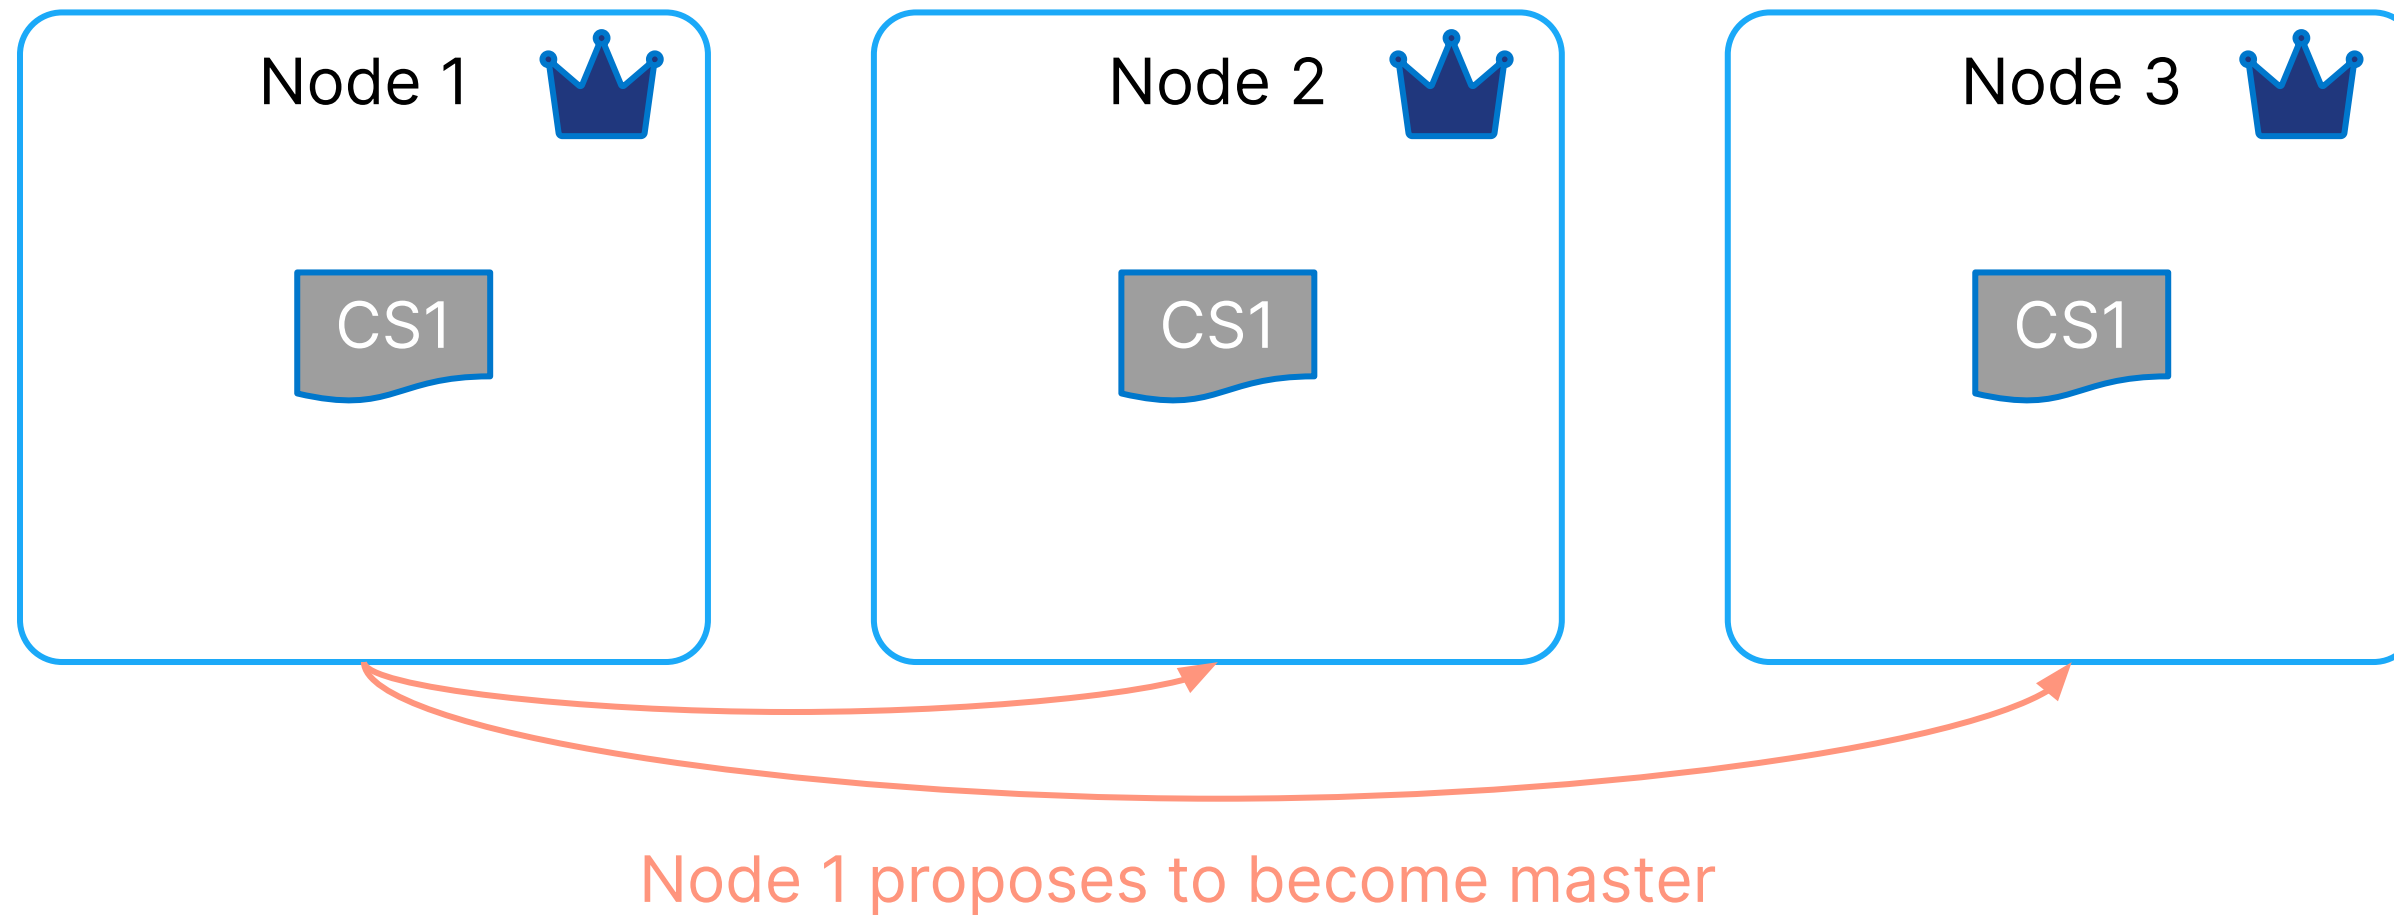 Node 1
Node 2
Node 3
CS1
CS1
CS1
Node 1 proposes to become master